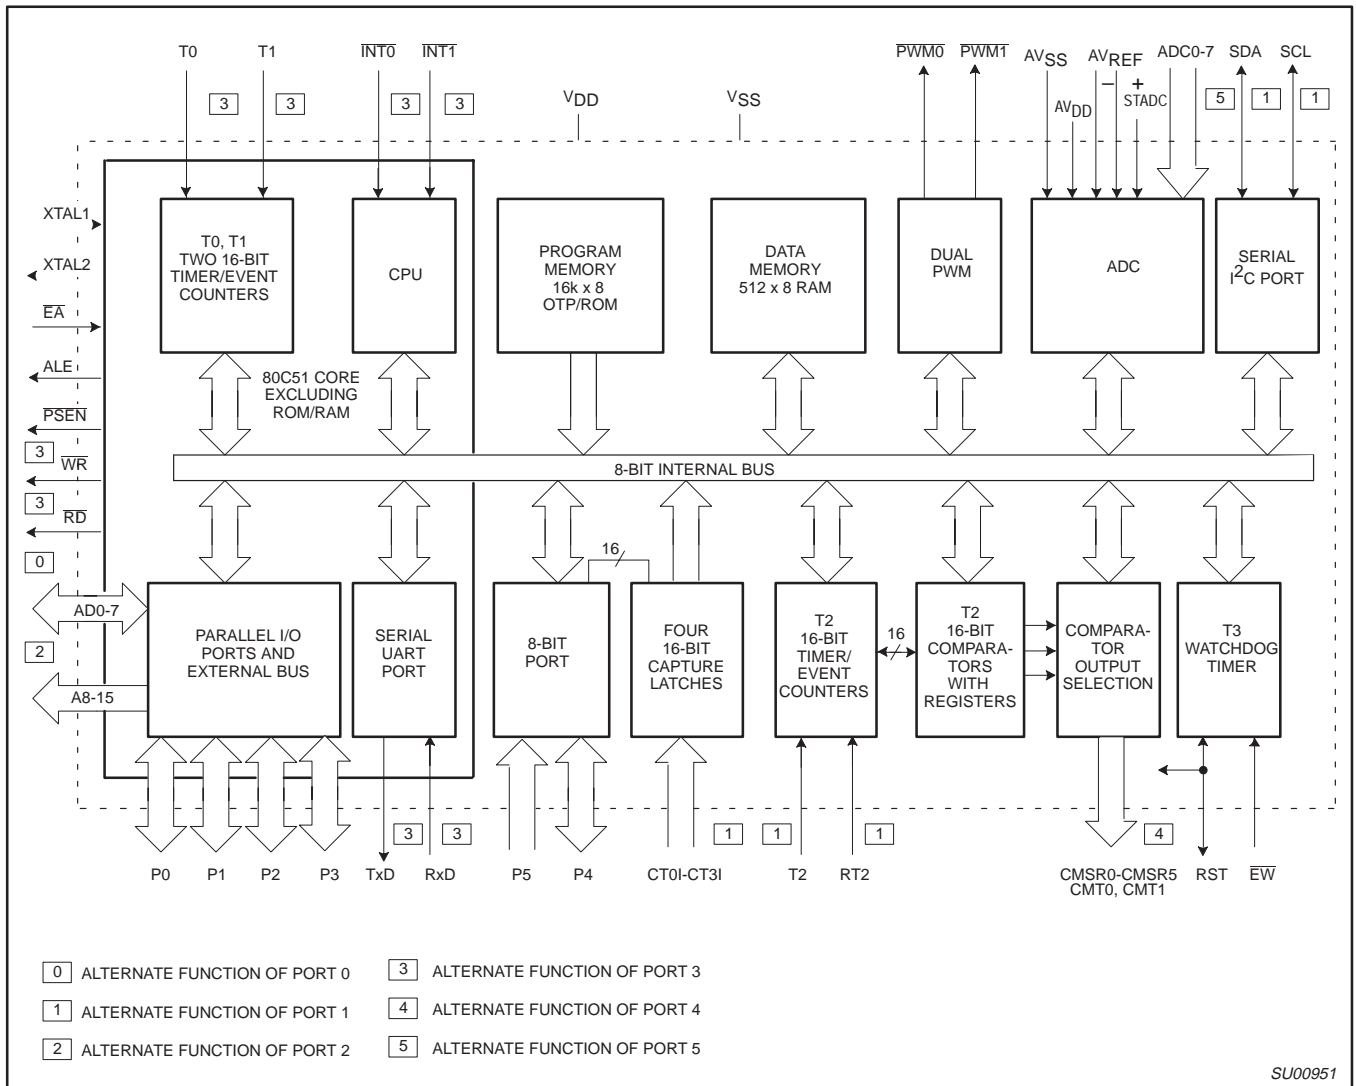 T0 T1 INT0 INT1 PWM0 PWM1 AVSS AVREF ADC0-7 SDA SCL
− +
STADC
3 3 3 3 VDD VSS AVDD 5 1 1
XTAL1
XTAL2
EA
ALE
PSEN
3
WR
3
RD
0
AD0-7
2
A8-15
T0, T1
TWO 16-BIT
TIMER/EVENT
COUNTERS
CPU
PROGRAM
MEMORY
16k x 8
OTP/ROM
DATA
MEMORY
512 x 8 RAM
DUAL
PWM
ADC
SERIAL
I2C PORT
80C51 CORE
EXCLUDING
ROM/RAM
8-BIT INTERNAL BUS
16
PARALLEL I/O
PORTS AND
EXTERNAL BUS
SERIAL
UART
PORT
8-BIT
PORT
FOUR
16-BIT
CAPTURE
LATCHES
T2
16-BIT
TIMER/
EVENT
COUNTERS
16
T2
16-BIT
COMPARA-
TORS
WITH
REGISTERS
COMPARA-
TOR
OUTPUT
SELECTION
T3
WATCHDOG
TIMER
3 3 1 1 1 4
P0 P1 P2 P3 TxD RxD P5 P4 CT0I-CT3I T2 RT2 CMSR0-CMSR5 RST EW
CMT0, CMT1
0 ALTERNATE FUNCTION OF PORT 0
1 ALTERNATE FUNCTION OF PORT 1
2 ALTERNATE FUNCTION OF PORT 2
3 ALTERNATE FUNCTION OF PORT 3
4 ALTERNATE FUNCTION OF PORT 4
5 ALTERNATE FUNCTION OF PORT 5
SU00951